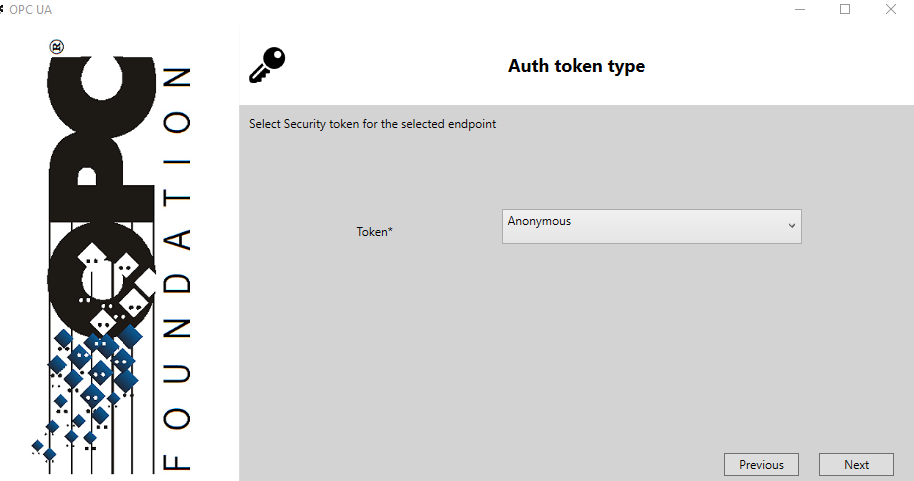 OPC UA
OPC®
FOUNDATION
Auth token type
Select Security token for the selected endpoint
Token*
Anonymous
Previous
Next